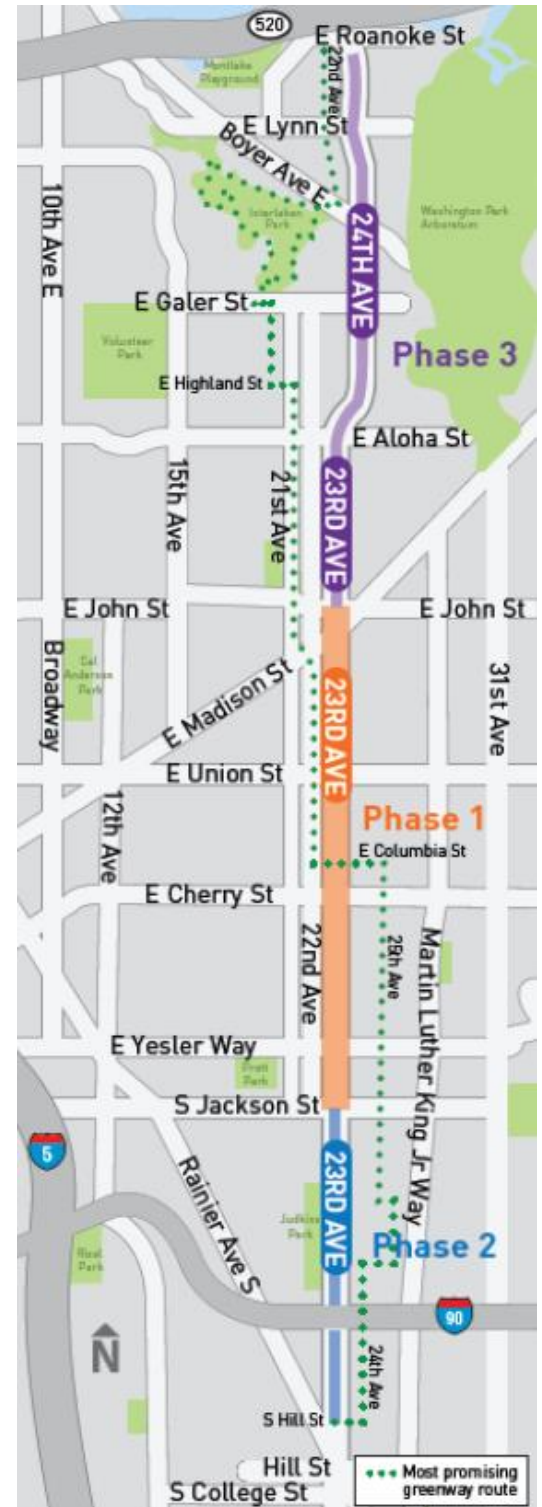 520
E Roanoke St
Montlake
Playground
22nd Ave
E Lynn St
Boyer Ave E
10th Ave E
Interlaken
Park
Washington Park
Arboretum
24TH AVE
E Galer St
Volunteer
Park
Phase 3
E Highland St
E Aloha St
15th Ave
21st Ave
23RD AVE
E John St
E John St
Broadway
Cal
Anderson
Park
E Madison St
23RD AVE
31st Ave
E Union St
12th Ave
Phase 1
E Columbia St
E Cherry St
22nd Ave
25th Ave
Martin Luther King Jr Way
E Yesler Way
Pratt
Park
S Jackson St
5
Rainier Ave S
23RD AVE
Judkins
Park
Phase 2
Rizal
Park
90
N
24th Ave
S Hill St
Hill St
S College St
Most promising
greenway route